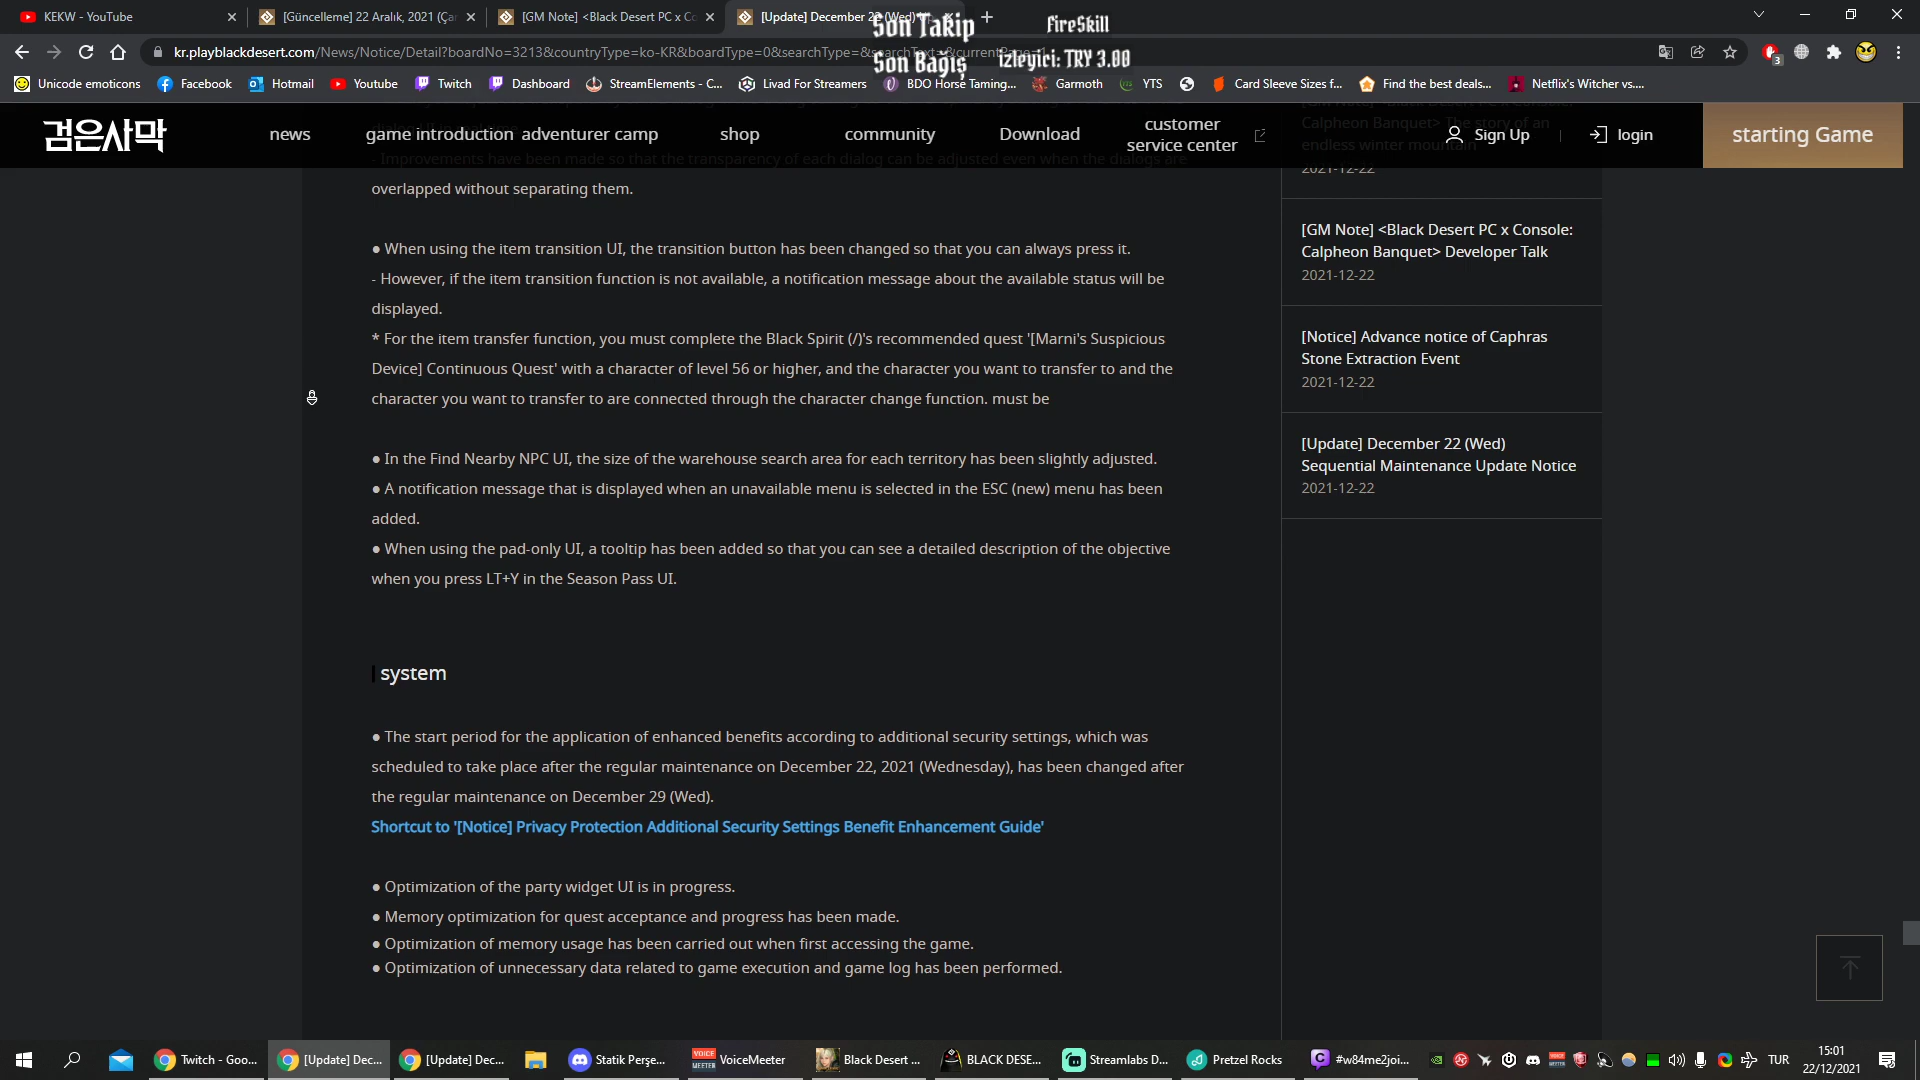 KEKW - YouTube
[Güncelleme] 22 Aralık, 2021 (Çar
[GM Note] <Black Desert PC x Co
[Update] December 22 (Wed)
Son Takip
FireSkill
Son Bağış
izleyici: TRY 3.00
kr.playblackdesert.com/News/Notice/Detail?boardNo=3213&countryType=ko-KR&boardType=0&searchType=&searchText=&currentPage=1
Unicode emoticons
Facebook
Hotmail
Youtube
Twitch
Dashboard
StreamElements - C...
Livad For Streamers
BDO Horse Taming...
Garmoth
YTS
Card Sleeve Sizes f...
Find the best deals...
Netflix's Witcher vs....
3
검은사막
news
game introduction
adventurer camp
shop
community
Download
customer
service center
Sign Up
login
starting Game
- Improvements have been made so that the transparency of each dialog can be adjusted even when the dialogs are
overlapped without separating them.
● When using the item transition UI, the transition button has been changed so that you can always press it.
- However, if the item transition function is not available, a notification message about the available status will be
displayed.
* For the item transfer function, you must complete the Black Spirit (/)'s recommended quest '[Marni's Suspicious
Device] Continuous Quest' with a character of level 56 or higher, and the character you want to transfer to and the
character you want to transfer to are connected through the character change function. must be
● In the Find Nearby NPC UI, the size of the warehouse search area for each territory has been slightly adjusted.
● A notification message that is displayed when an unavailable menu is selected in the ESC (new) menu has been
added.
● When using the pad-only UI, a tooltip has been added so that you can see a detailed description of the objective
when you press LT+Y in the Season Pass UI.
system
● The start period for the application of enhanced benefits according to additional security settings, which was
scheduled to take place after the regular maintenance on December 22, 2021 (Wednesday), has been changed after
the regular maintenance on December 29 (Wed).
Shortcut to '[Notice] Privacy Protection Additional Security Settings Benefit Enhancement Guide'
● Optimization of the party widget UI is in progress.
● Memory optimization for quest acceptance and progress has been made.
● Optimization of memory usage has been carried out when first accessing the game.
● Optimization of unnecessary data related to game execution and game log has been performed.
Calpheon Banquet> The story of an
endless winter mountain
2021-12-22
[GM Note] <Black Desert PC x Console:
Calpheon Banquet> Developer Talk
2021-12-22
[Notice] Advance notice of Caphras
Stone Extraction Event
2021-12-22
[Update] December 22 (Wed)
Sequential Maintenance Update Notice
2021-12-22
Twitch - Goo...
[Update] Dec...
[Update] Dec...
Statik Perşe...
VoiceMeeter
Black Desert ...
BLACK DESE...
Streamlabs D...
Pretzel Rocks
#w84me2joi...
TUR
15:01
22/12/2021